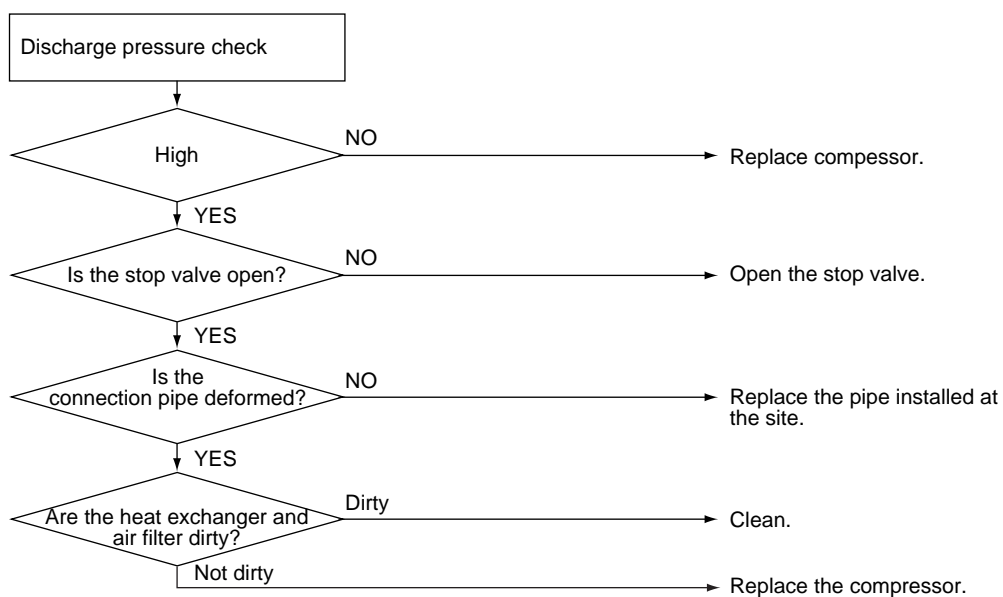 Discharge pressure check
High
NO
Replace compessor.
YES
Is the stop valve open?
NO
Open the stop valve.
YES
Is the
connection pipe deformed?
NO
Replace the pipe installed at
the site.
YES
Are the heat exchanger and
air filter dirty?
Dirty
Clean.
Not dirty
Replace the compressor.